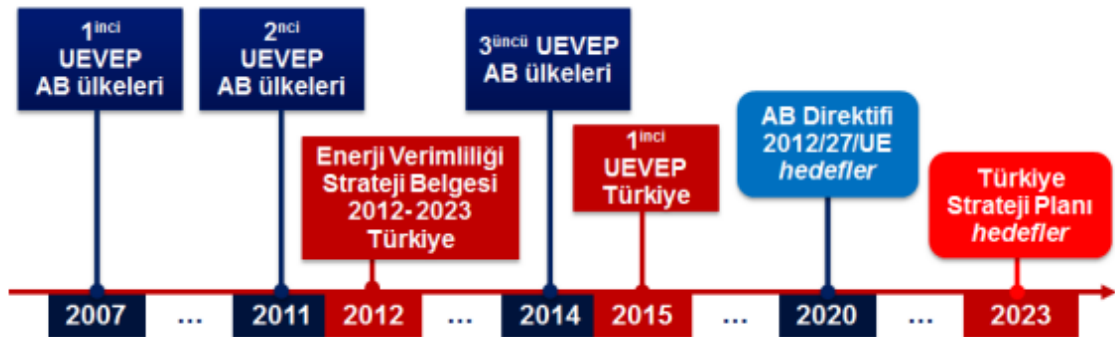 1inci
UEVEP
AB ülkeleri
2nci
UEVEP
AB ülkeleri
Enerji Verimliliği
Strateji Belgesi
2012-2023
Türkiye
3üncü UEVEP
AB ülkeleri
1inci
UEVEP
Türkiye
AB Direktifi
2012/27/UE
hedefler
Türkiye
Strateji Planı
hedefler
2007 ... 2011 2012 ... 2014 2015 ... 2020 ... 2023